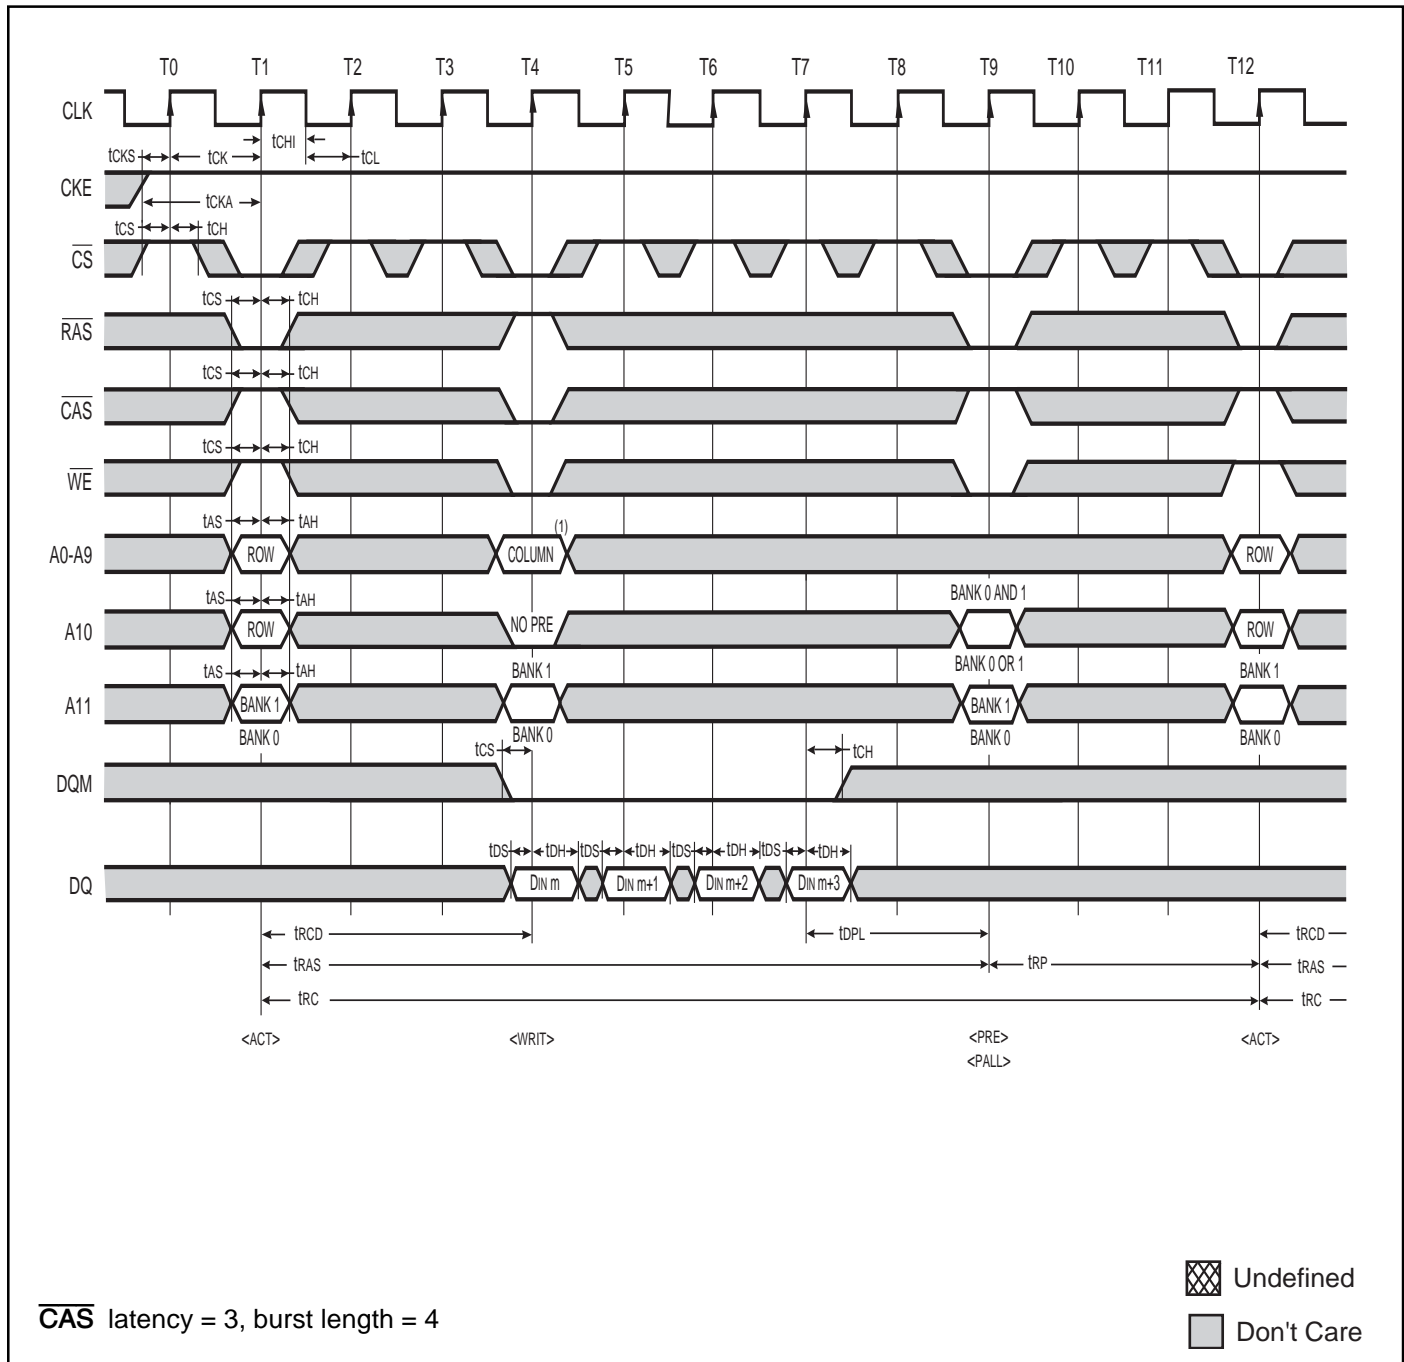 T0 T1 T2 T3 T4 T5 T6 T7 T8 T9 T10 T11 T12
CLK
tCHI
tCKS tCK tCL
CKE
tCKA
tCS tCH
CS
tCS tCH
RAS
tCS tCH
CAS
tCS tCH
WE
tAS tAH (1)
A0-A9 ROW COLUMN ROW
tAS tAH BANK 0 AND 1
A10 ROW NO PRE ROW
tAS tAH BANK 1 BANK 0 OR 1 BANK 1
A11 BANK 1 BANK 1
BANK 0 BANK 0 BANK 0 BANK 0
tCS tCH
DQM
tDS tDH tDS tDH tDS tDH tDS tDH
DQ DIN m DIN m+1 DIN m+2 DIN m+3
tRCD tDPL tRCD
tRAS tRP tRAS
tRC tRC
<ACT> <WRIT> <PRE> <ACT>
<PALL>
Undefined
CAS latency = 3, burst length = 4
Don't Care